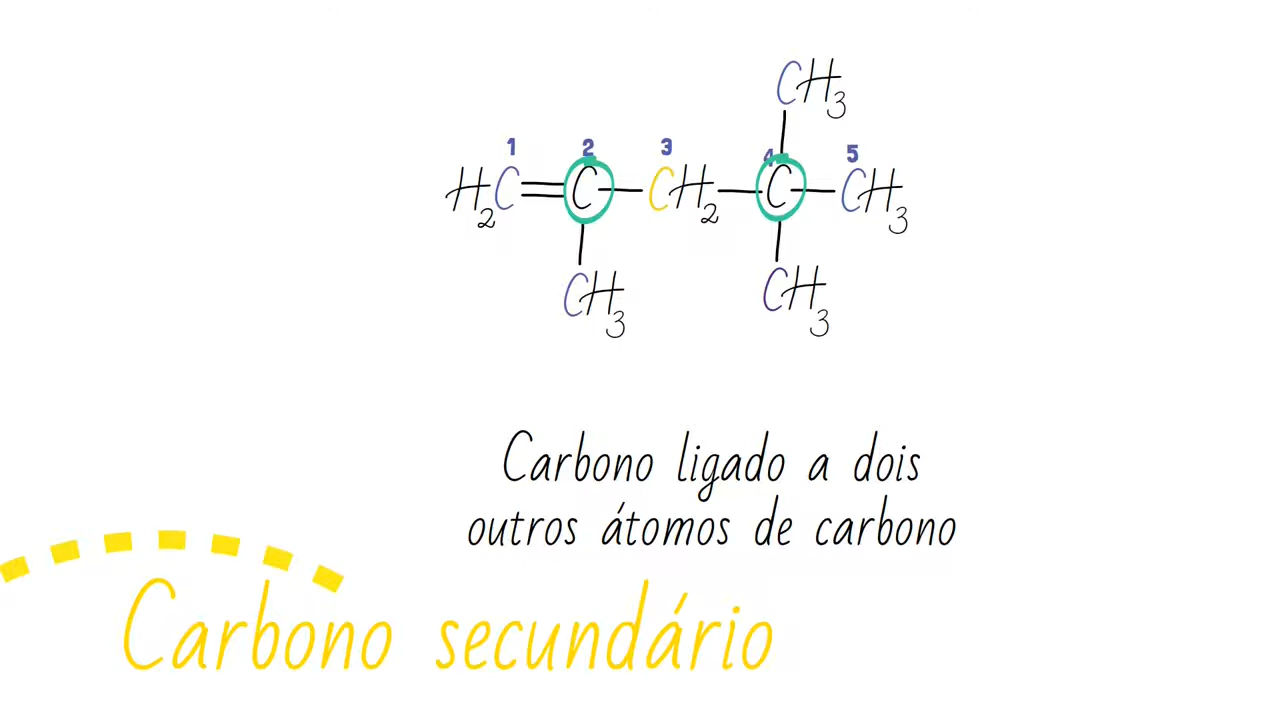 CH3
1 2 3 4 5
H2C=C-CH2-C-CH3
CH3 CH3
Carbono ligado a dois
outros átomos de carbono
Carbono secundário